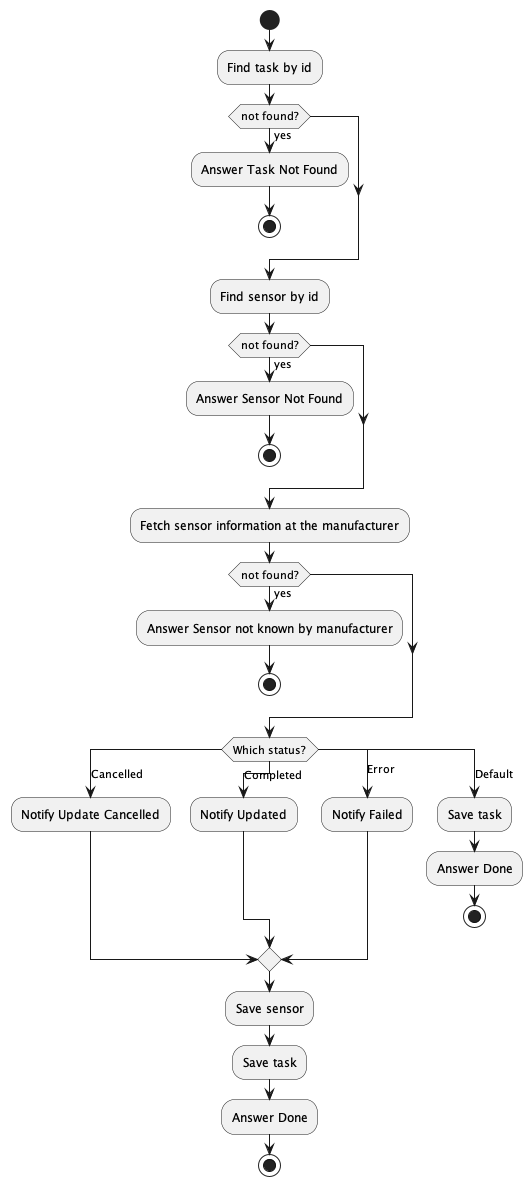 Find task by id
not found?
yes
Answer Task Not Found
Find sensor by id
not found?
yes
Answer Sensor Not Found
Fetch sensor information at the manufacturer
not found?
yes
Answer Sensor not known by manufacturer
Which status?
Cancelled
Completed
Error
Default
Notify Update Cancelled
Notify Updated
Notify Failed
Save task
Answer Done
Save sensor
Save task
Answer Done